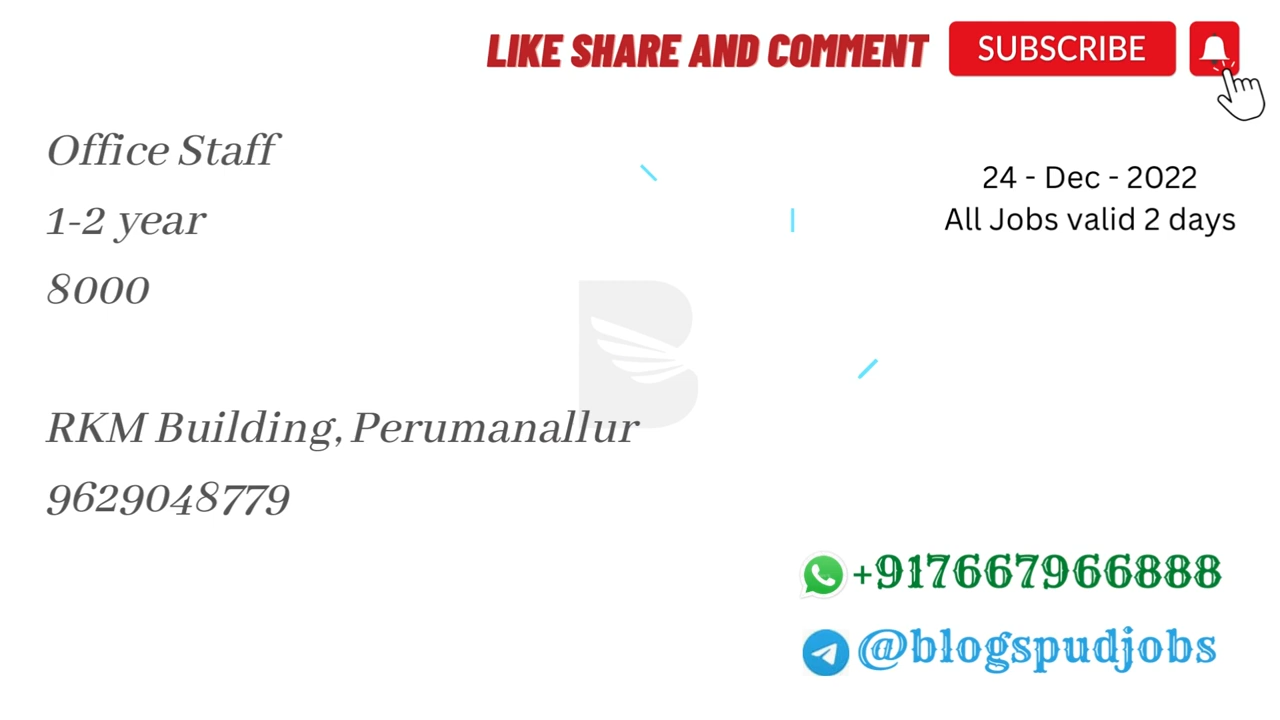 LIKE SHARE AND COMMENT
SUBSCRIBE
Office Staff
1-2 year
8000
24 - Dec - 2022
All Jobs valid 2 days
RKM Building, Perumanallur
9629048779
+917667966888
@blogspudjobs